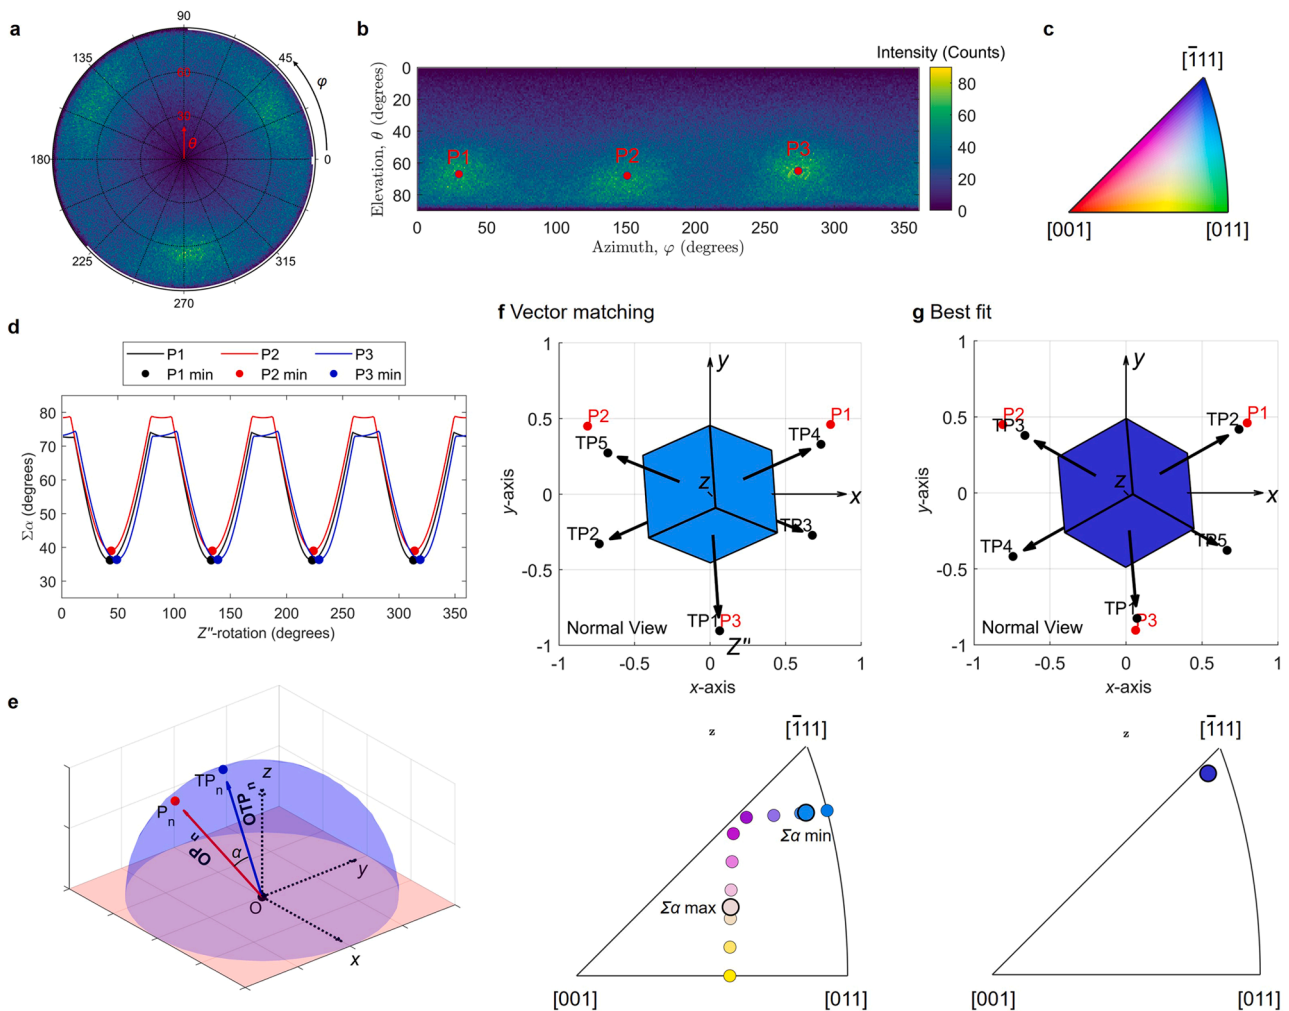 a
90
135
45
φ
60
30
θ
180
0
225
315
270
b
Intensity (Counts)
0
20
40
60
80
Elevation, θ (degrees)
P1
P2
P3
0
50
100
150
200
250
300
350
Azimuth, φ (degrees)
80
60
40
20
0
c
[1̅11]
[001]
[011]
d
P1
P2
P3
P1 min
P2 min
P3 min
80
70
60
50
40
30
Σα (degrees)
0
50
100
150
200
250
300
350
Z″-rotation (degrees)
e
z
TPn
Pn
OTPn
OPn
α
y
O
x
f Vector matching
1
0.5
0
-0.5
-1
y-axis
y
P2
P1
TP5
TP4
z
x
TP2
TP3
TP1
P3
Z″
Normal View
-1
-0.5
0
0.5
1
x-axis
z
[1̅11]
Σα min
Σα max
[001]
[011]
g Best fit
1
0.5
0
-0.5
-1
y-axis
y
P2
P1
TP3
TP2
z
x
TP4
TP5
TP1
P3
Normal View
-1
-0.5
0
0.5
1
x-axis
z
[1̅11]
[001]
[011]